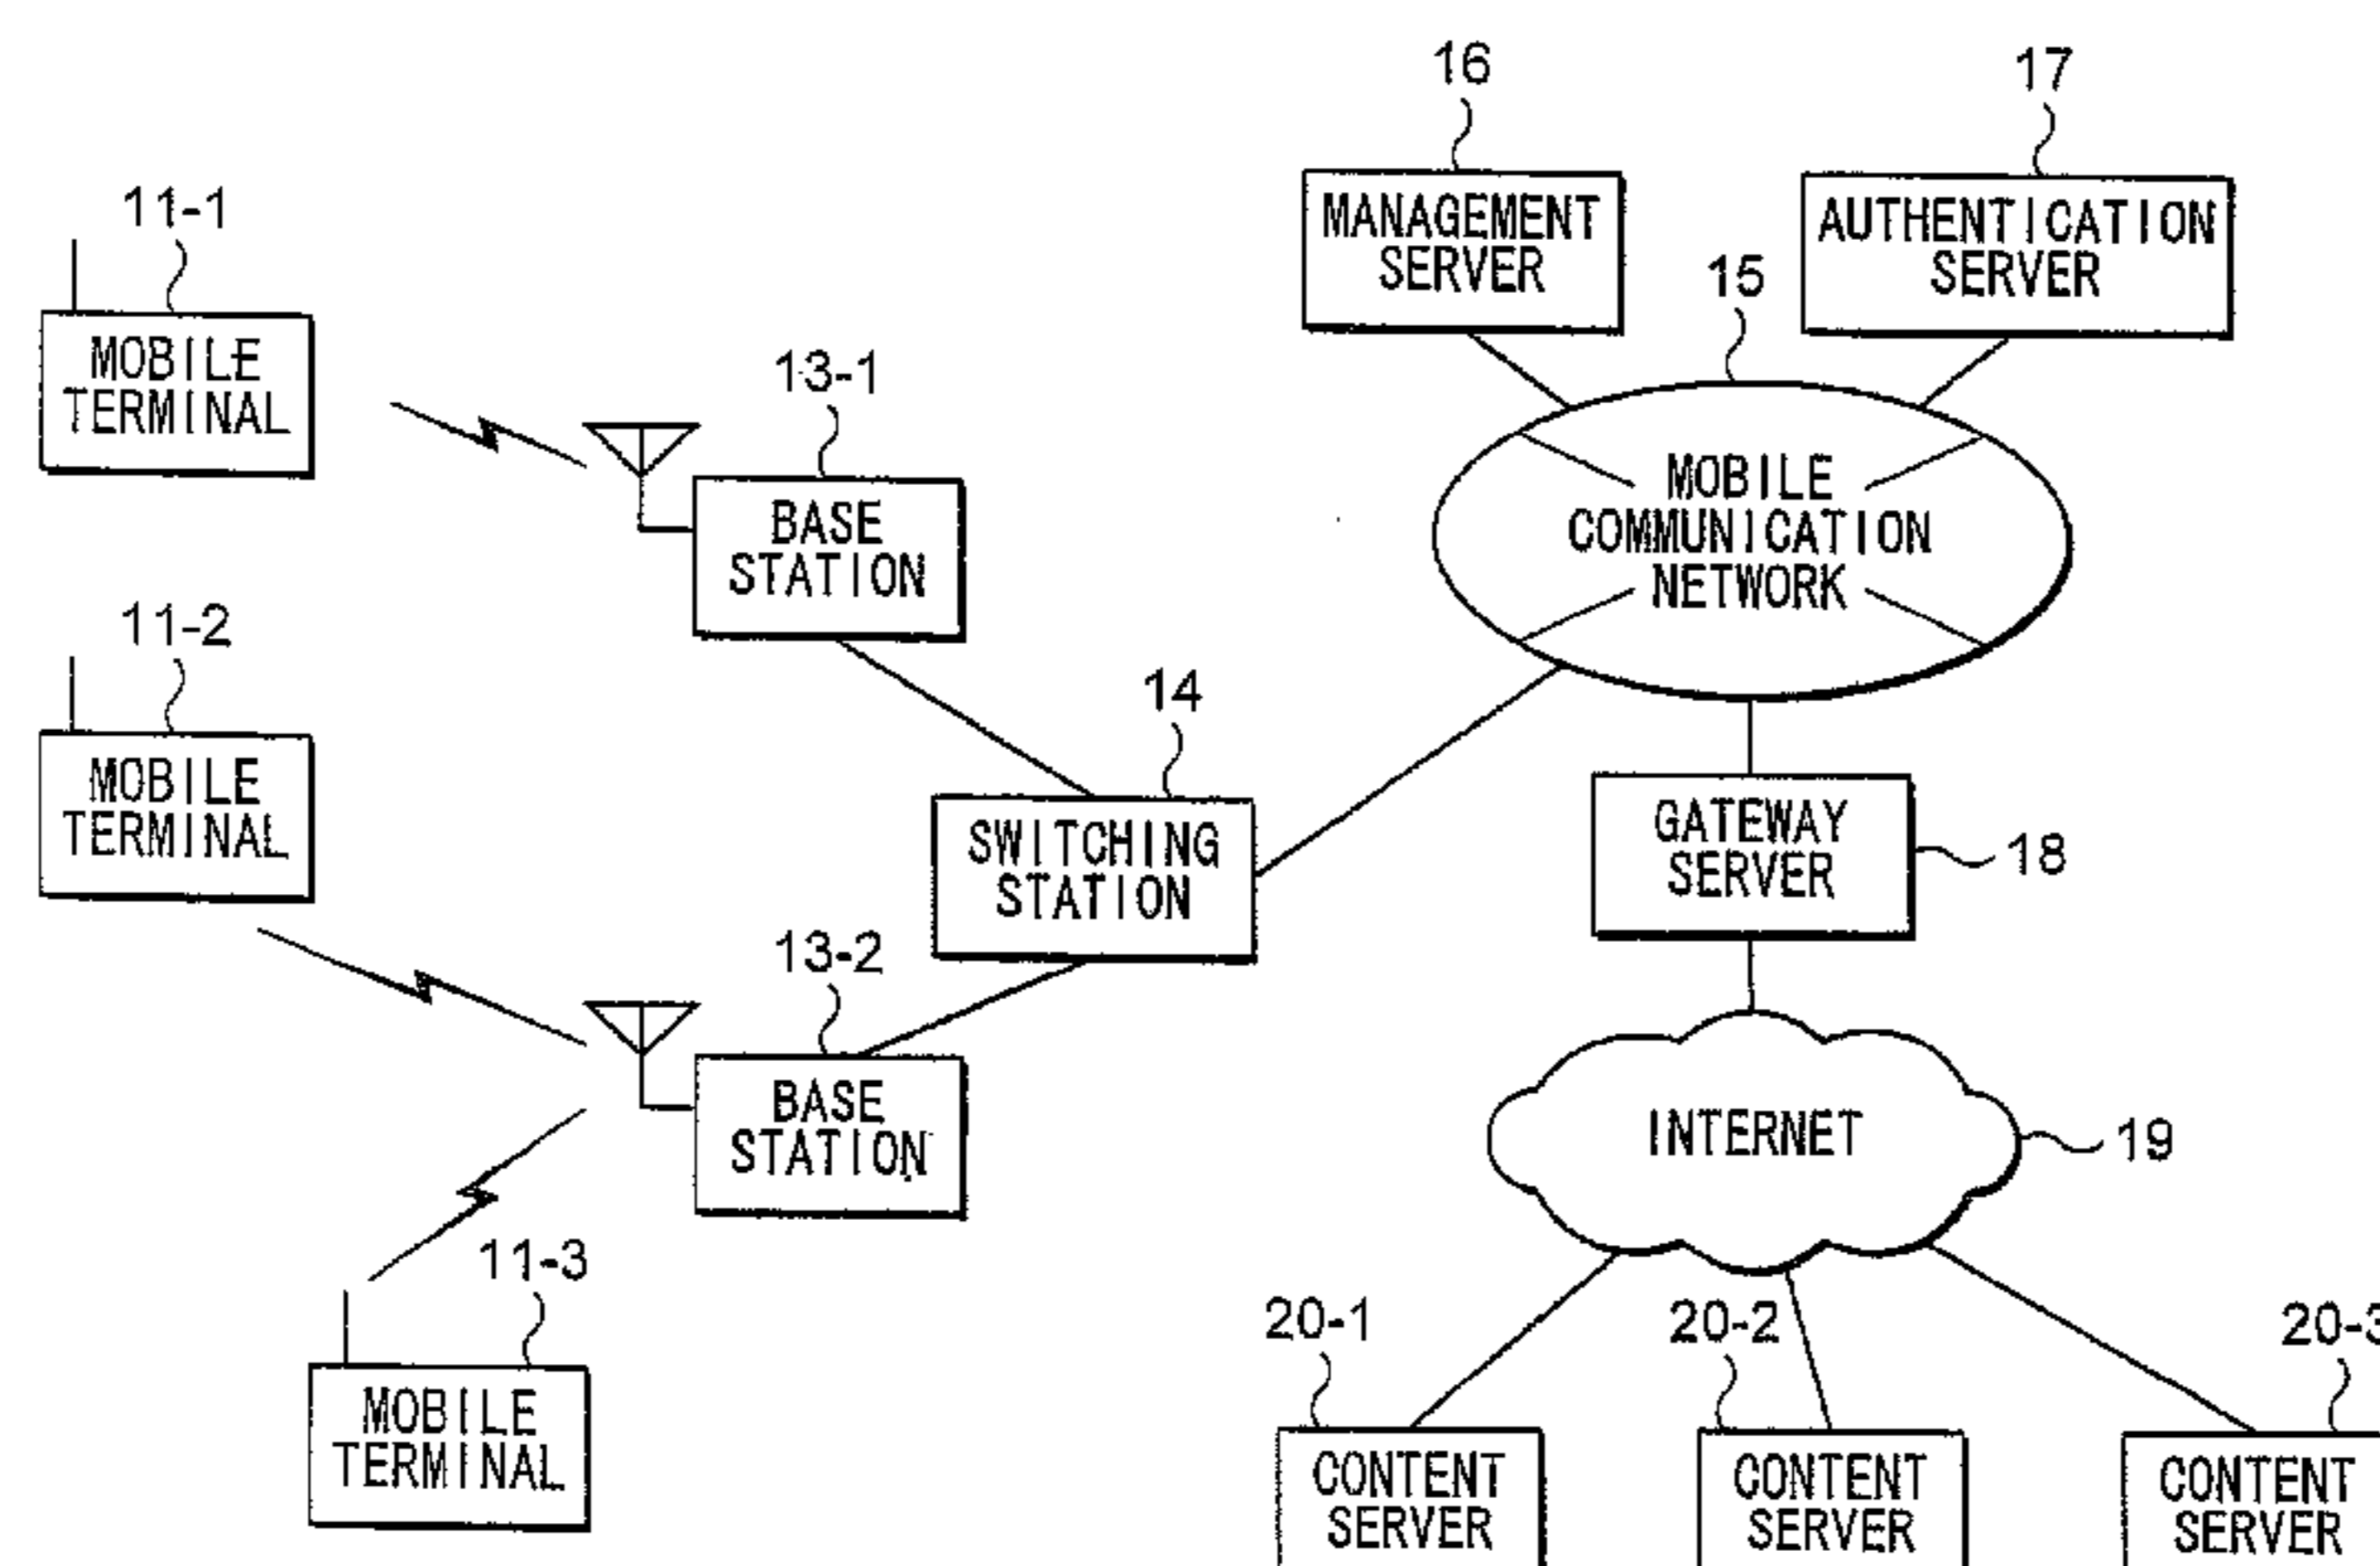 16
17
11-1
MANAGEMENT
SERVER
AUTHENTICATION
SERVER
15
MOBILE
TERMINAL
13-1
BASE
STATION
MOBILE
COMMUNICATION
NETWORK
11-2
14
MOBILE
TERMINAL
SWITCHING
STATION
GATEWAY
SERVER
18
13-2
BASE
STATION
INTERNET
19
11-3
20-1
20-2
20-3
MOBILE
TERMINAL
CONTENT
SERVER
CONTENT
SERVER
CONTENT
SERVER